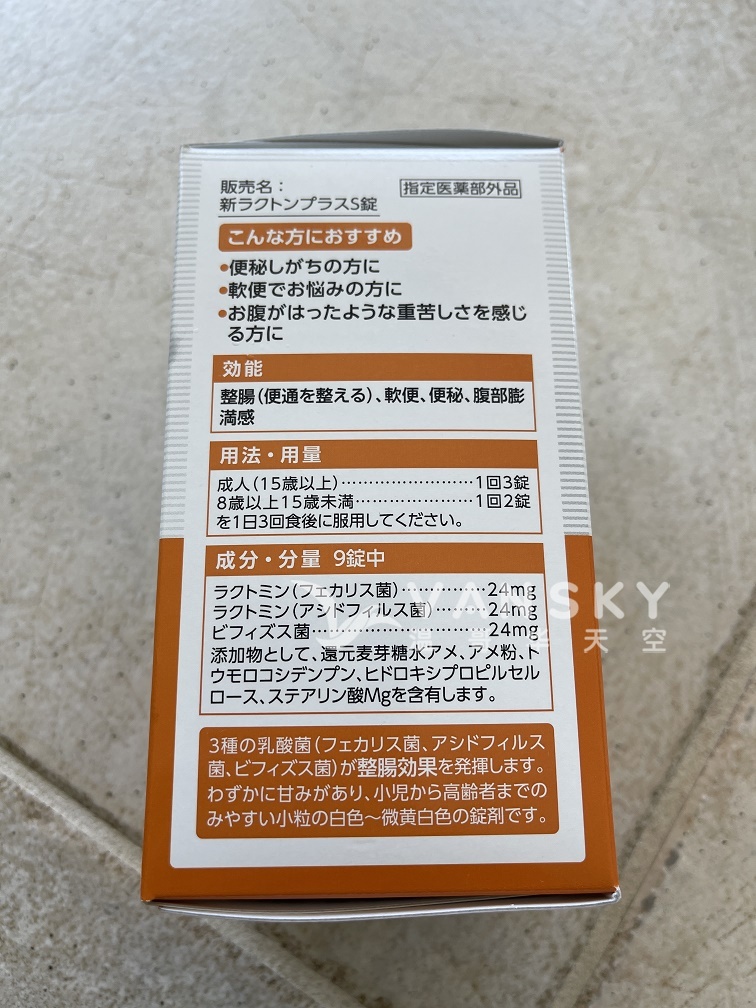 販売名：
指定医薬部外品
新ラクトンプラスS錠
こんな方におすすめ
●便秘しがちの方に
●軟便でお悩みの方に
●お腹がはったような重苦しさを感じ
る方に
効能
整腸（便通を整える）、軟便、便秘、腹部膨
満感
用法・用量
成人（15歳以上）……………………1回3錠
8歳以上15歳未満…………………1回2錠
を1日3回食後に服用してください。
成分・分量 9錠中
ラクトミン（フェカリス菌）……………24mg
ラクトミン（アシドフィルス菌）………24mg
ビフィズス菌…………………………24mg
添加物として、還元麦芽糖水アメ、アメ粉、ト
ウモロコシデンプン、ヒドロキシプロピルセル
ロース、ステアリン酸Mgを含有します。
3種の乳酸菌（フェカリス菌、アシドフィルス
菌、ビフィズス菌）が整腸効果を発揮します。
わずかに甘みがあり、小児から高齢者までの
みやすい小粒の白色〜微黄白色の錠剤です。
VANSKY
天空